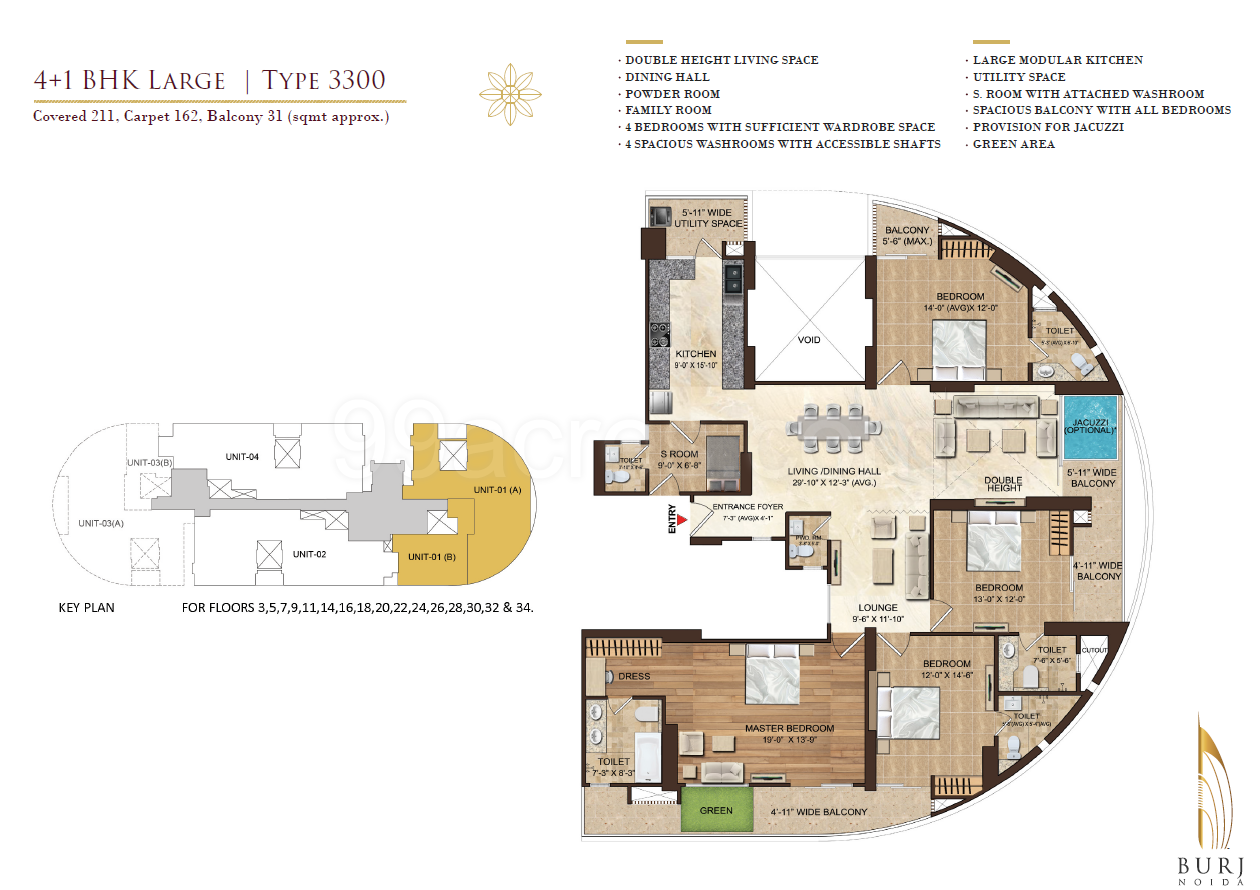 4+1 BHK LARGE | TYPE 3300
Covered 211, Carpet 162, Balcony 31 (sqmt approx.)
· DOUBLE HEIGHT LIVING SPACE
· DINING HALL
· POWDER ROOM
· FAMILY ROOM
· 4 BEDROOMS WITH SUFFICIENT WARDROBE SPACE
· 4 SPACIOUS WASHROOMS WITH ACCESSIBLE SHAFTS
· LARGE MODULAR KITCHEN
· UTILITY SPACE
· S. ROOM WITH ATTACHED WASHROOM
· SPACIOUS BALCONY WITH ALL BEDROOMS
· PROVISION FOR JACUZZI
· GREEN AREA
5'-11" WIDE
UTILITY SPACE
BALCONY
5'-6" (MAX.)
BEDROOM
14'-0" (AVG)X 12'-0"
TOILET
VOID
KITCHEN
9'-0" X 15'-10"
JACUZZI
(OPTIONAL)*
S ROOM
9'-0" X 6'-8"
TOILET
LIVING /DINING HALL
29'-10" X 12'-3" (AVG.)
DOUBLE
HEIGHT
5'-11" WIDE
BALCONY
ENTRY
ENTRANCE FOYER
7'-3" (AVG)X 4'-1"
PWD. RM.
LOUNGE
9'-6" X 11'-10"
BEDROOM
13'-0" X 12'-0"
4'-11" WIDE
BALCONY
BEDROOM
12'-0" X 14'-6"
TOILET
7'-6" X 5'-6"
CUTOUT
TOILET
DRESS
MASTER BEDROOM
19'-0" X 13'-9"
TOILET
7'-3" X 8'-3"
GREEN
4'-11" WIDE BALCONY
UNIT-03(B)
UNIT-04
UNIT-01 (A)
UNIT-03(A)
UNIT-02
UNIT-01 (B)
KEY PLAN
FOR FLOORS 3,5,7,9,11,14,16,18,20,22,24,26,28,30,32 & 34.
BURJ
NOIDA